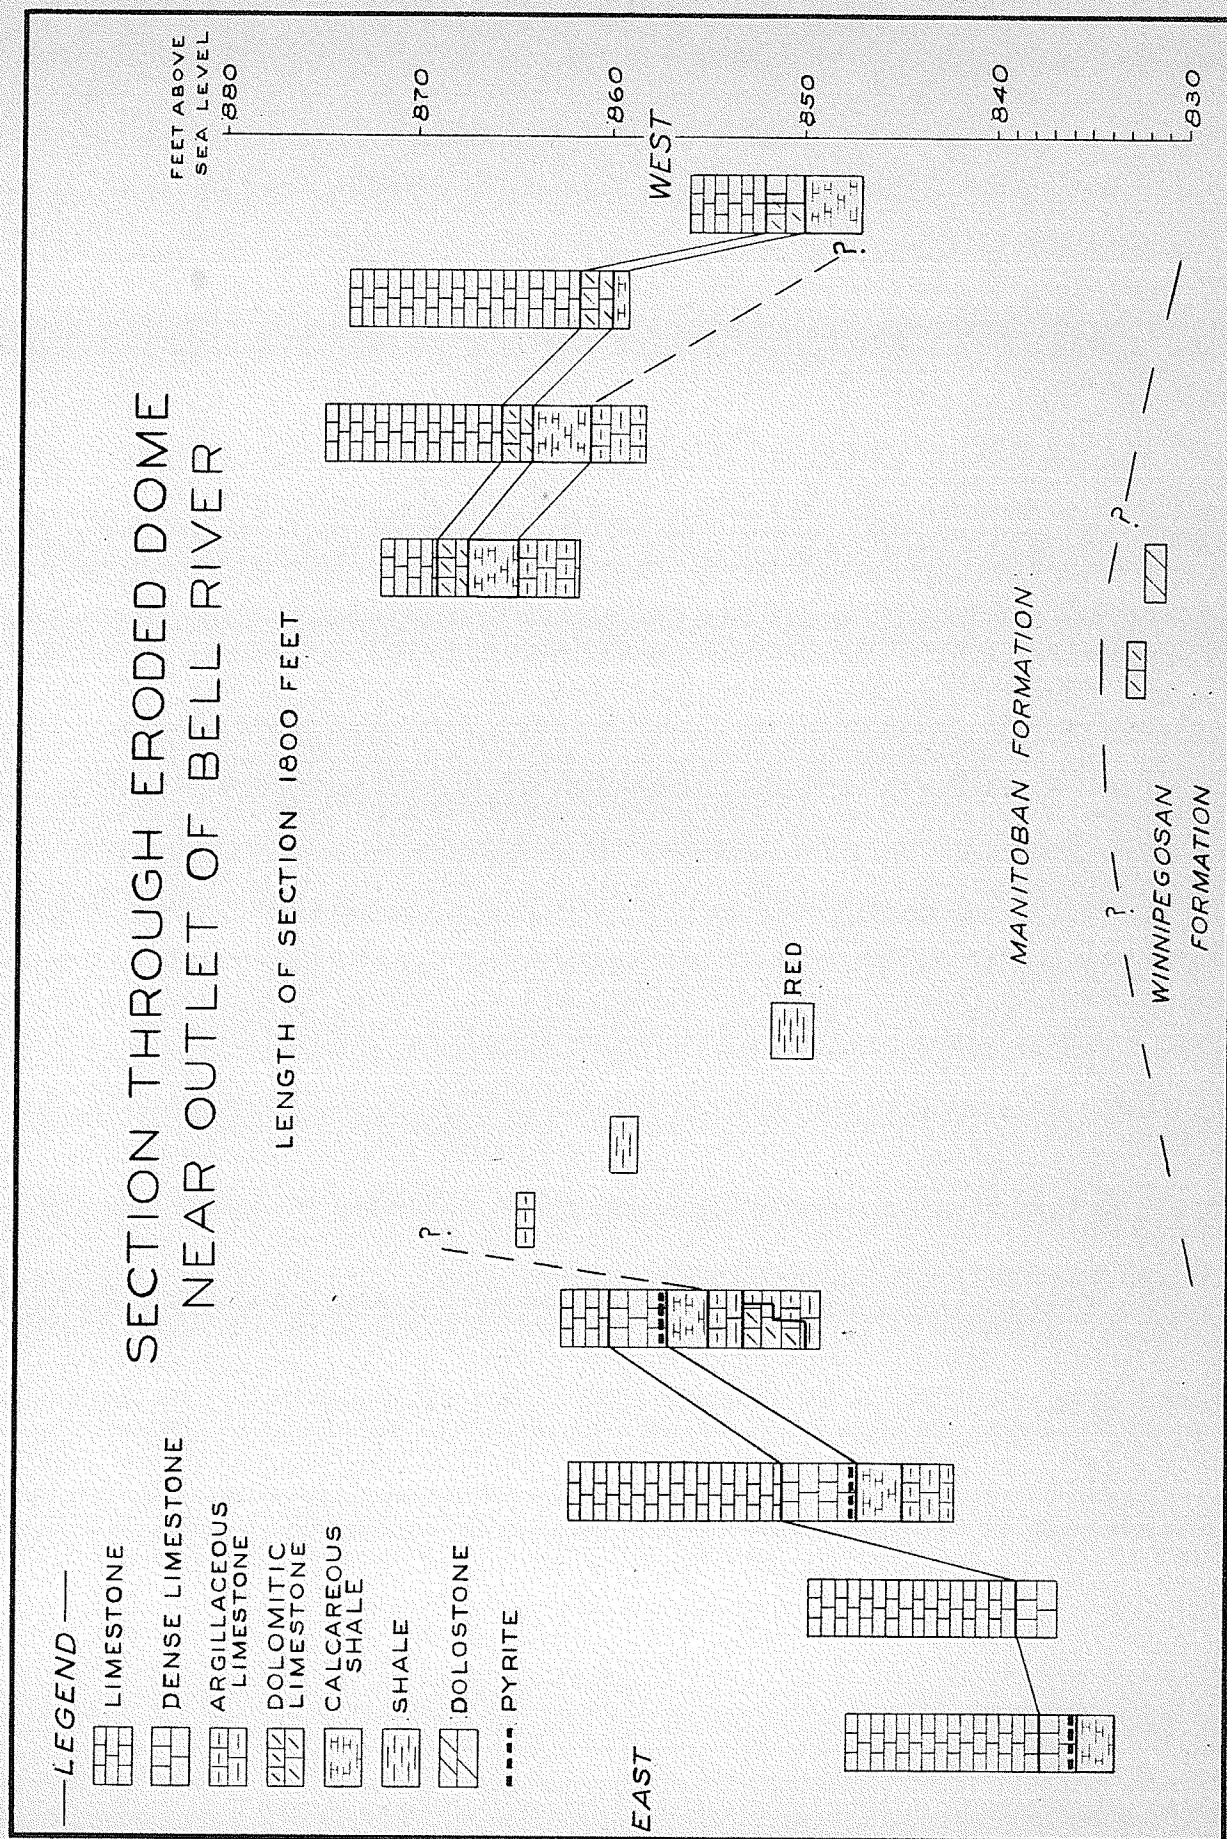 SECTION THROUGH ERODED DOME
NEAR OUTLET OF BELL RIVER
LENGTH OF SECTION 1800 FEET
LEGEND
LIMESTONE
DENSE LIMESTONE
ARGILLACEOUS
LIMESTONE
DOLOMITIC
LIMESTONE
CALCAREOUS
SHALE
SHALE
DOLOSTONE
PYRITE
FEET ABOVE
SEA LEVEL
880
870
860
850
840
830
EAST
WEST
?
?
RED
MANITOBAN FORMATION
?
?
WINNIPEGOSAN
FORMATION